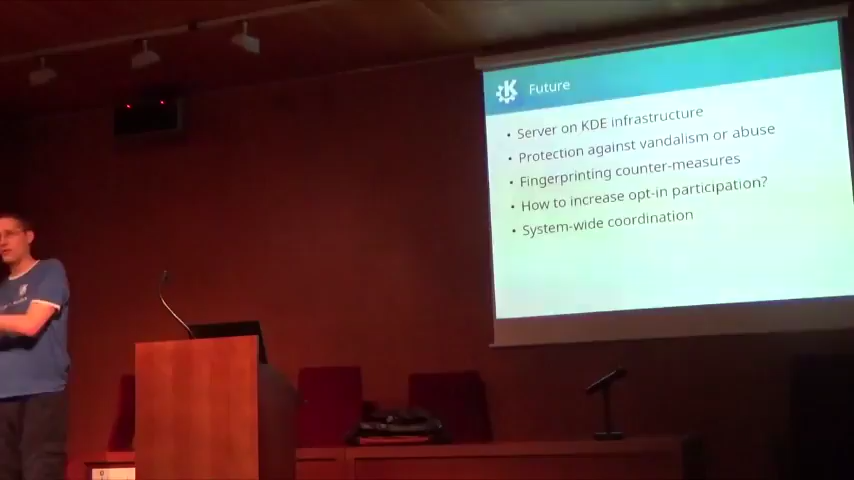 Future
• Server on KDE infrastructure
• Protection against vandalism or abuse
• Fingerprinting counter-measures
• How to increase opt-in participation?
• System-wide coordination